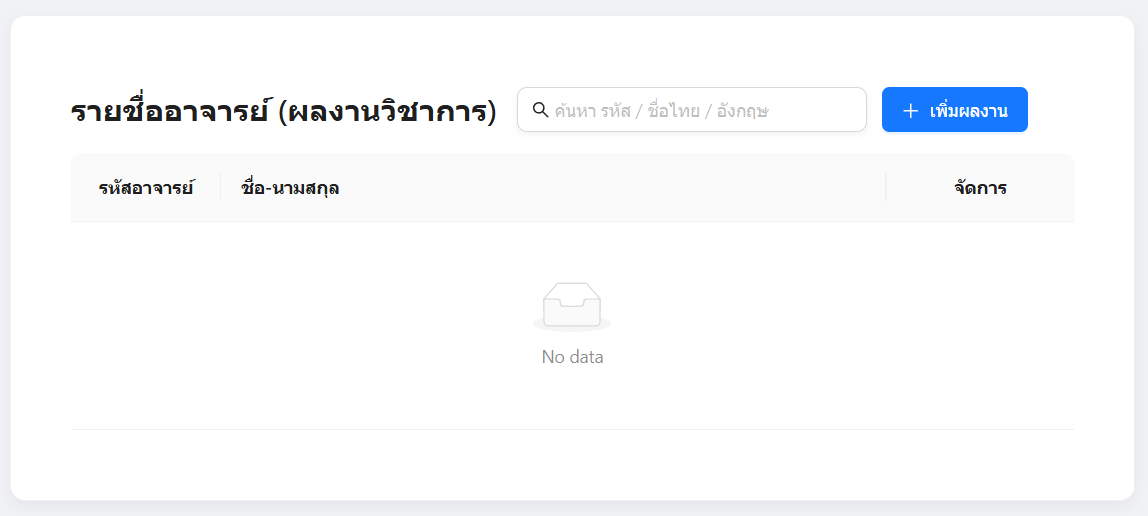 รายชื่ออาจารย์ (ผลงานวิชาการ) ค้นหา รหัส / ชื่อไทย / อังกฤษ เพิ่มผลงาน
รหัสอาจารย์ ชื่อ-นามสกุล จัดการ
No data